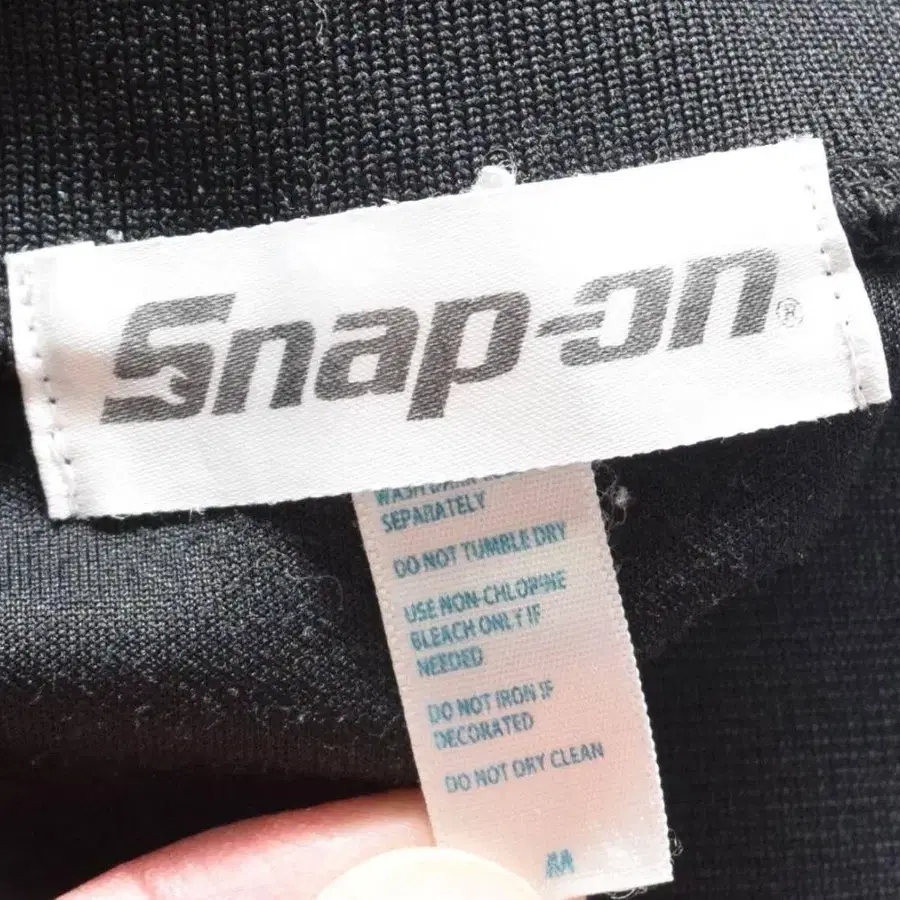 Snap-on®
SEPARATELY
DO NOT TUMBLE DRY
USE NON-CHLORINE
BLEACH ONLY IF
NEEDED
DO NOT IRON IF
DECORATED
DO NOT DRY CLEAN